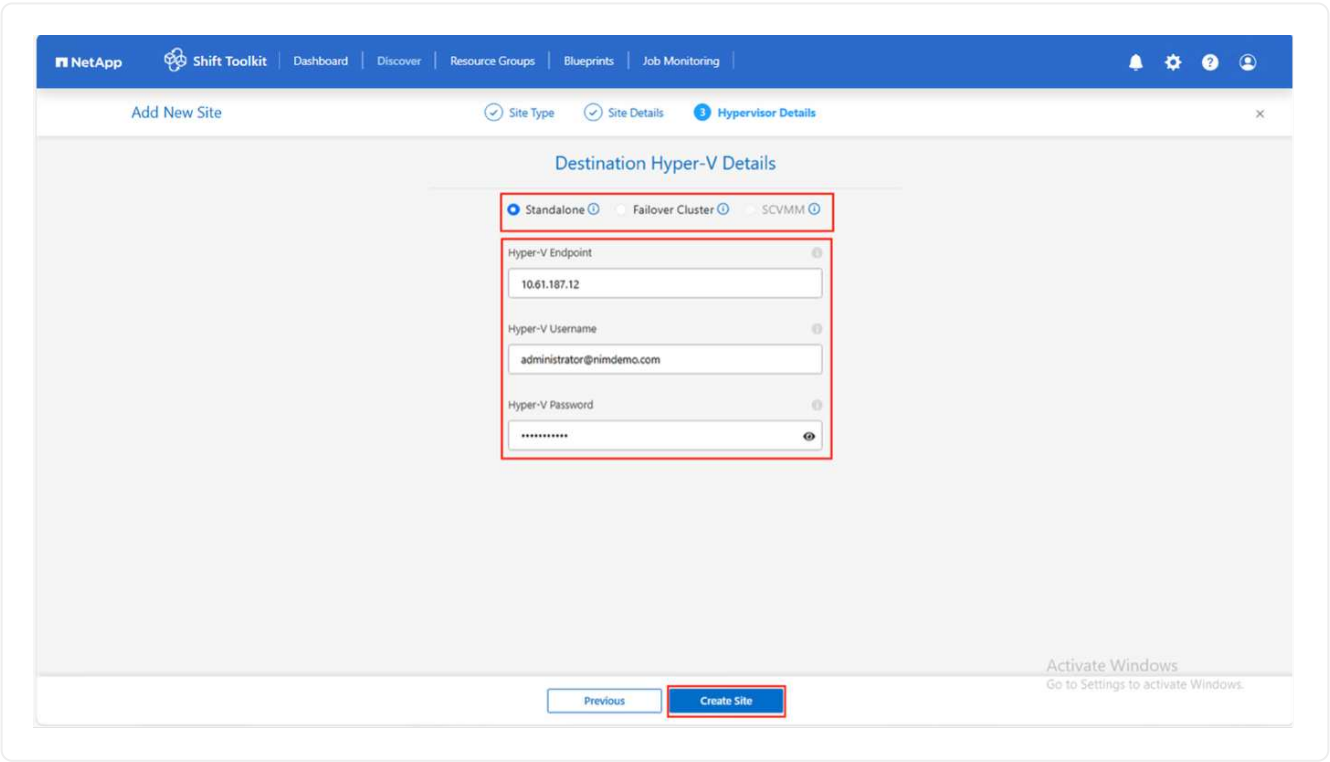 NetApp Shift Toolkit Dashboard Discover Resource Groups Blueprints Job Monitoring
Add New Site Site Type Site Details 3 Hypervisor Details
Destination Hyper-V Details
Standalone Failover Cluster SCVMM
Hyper-V Endpoint
10.61.187.12
Hyper-V Username
administrator@nimdemo.com
Hyper-V Password
•••••••••••
Activate Windows
Go to Settings to activate Windows.
Previous Create Site